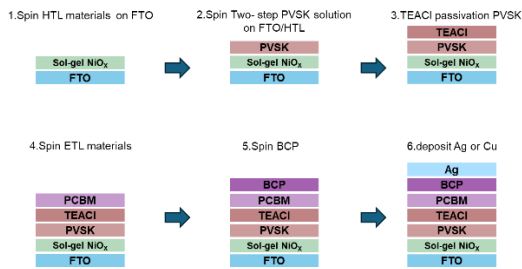 1.Spin HTL materials on FTO
Sol-gel NiOₓ
FTO
2.Spin Two- step PVSK solution
on FTO/HTL
PVSK
Sol-gel NiOₓ
FTO
3.TEACl passivation PVSK
TEACl
PVSK
Sol-gel NiOₓ
FTO
4.Spin ETL materials
PCBM
TEACl
PVSK
Sol-gel NiOₓ
FTO
5.Spin BCP
BCP
PCBM
TEACl
PVSK
Sol-gel NiOₓ
FTO
6.deposit Ag or Cu
Ag
BCP
PCBM
TEACl
PVSK
Sol-gel NiOₓ
FTO